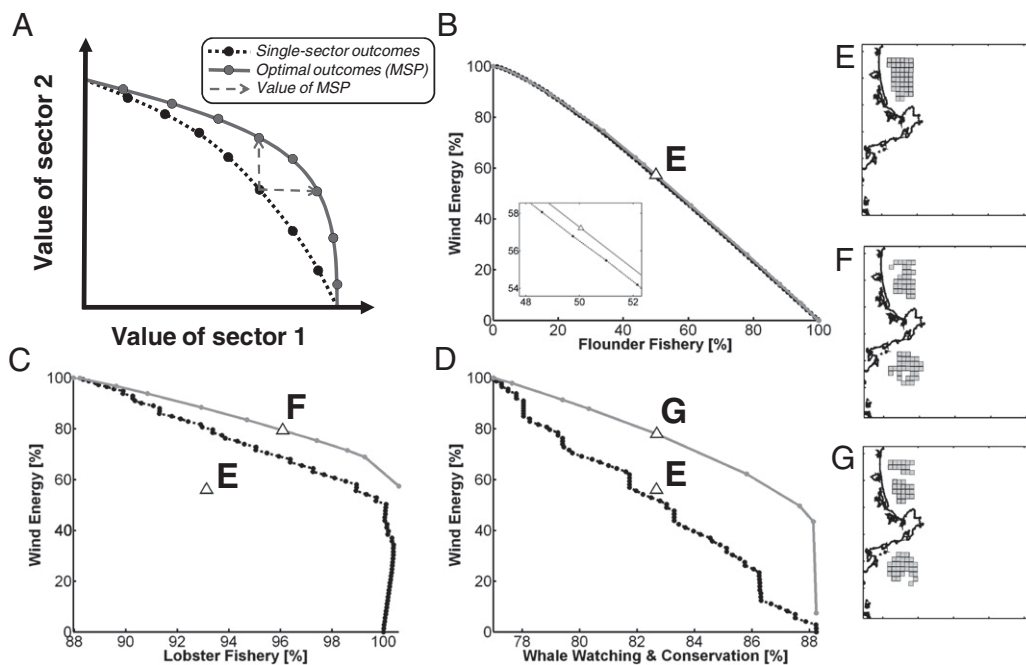 A
Single-sector outcomes
Optimal outcomes (MSP)
Value of MSP
Value of sector 2
Value of sector 1
B
100
80
60
40
20
0
Wind Energy [%]
E
58
56
54
48 50 52
0 20 40 60 80 100
Flounder Fishery [%]
E
F
G
C
100
80
60
40
20
0
Wind Energy [%]
F
E
88 90 92 94 96 98 100
Lobster Fishery [%]
D
100
80
60
40
20
0
Wind Energy [%]
G
E
78 80 82 84 86 88
Whale Watching & Conservation [%]